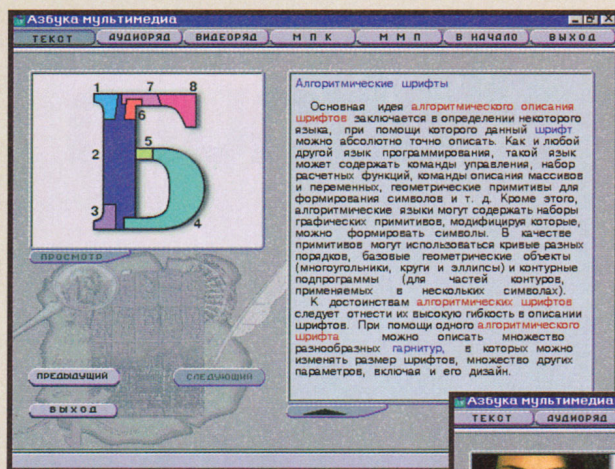 Азбука мультимедиа
ТЕКСТ АУДИОРЯД ВИДЕОРЯД М П К М М П В НАЧАЛО ВЫХОД
1 7 8
6
2 5
3 4
ПРОСМОТР
ПРЕДЫДУЩИЙ СЛЕДУЮЩИЙ
ВЫХОД
Алгоритмические шрифты
Основная идея алгоритмического описания
шрифтов заключается в определении некоторого
языка, при помощи которого данный шрифт
можно абсолютно точно описать. Как и любой
другой язык программирования, такой язык
может содержать команды управления, набор
расчетных функций, команды описания массивов
и переменных, геометрические примитивы для
формирования символов и т. д. Кроме этого,
алгоритмические языки могут содержать наборы
графических примитивов, модифицируя которые,
можно формировать символы. В качестве
примитивов могут использоваться кривые разных
порядков, базовые геометрические объекты
(многоугольники, круги и эллипсы) и контурные
подпрограммы (для частей контуров,
применяемых в нескольких символах).
К достоинствам алгоритмических шрифтов
следует отнести их высокую гибкость в описании
шрифтов. При помощи одного алгоритмического
шрифта можно описать множество
разнообразных гарнитур, в которых можно
изменять размер шрифтов, множество других
параметров, включая и его дизайн.
Азбука мультимедиа
ТЕКСТ АУДИОРЯД